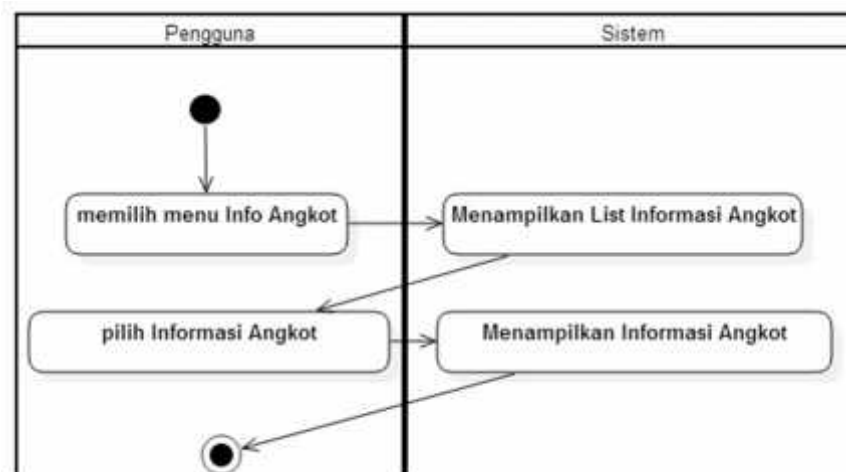 Pengguna
Sistem
memilih menu Info Angkot
Menampilkan List Informasi Angkot
pilih Informasi Angkot
Menampilkan Informasi Angkot